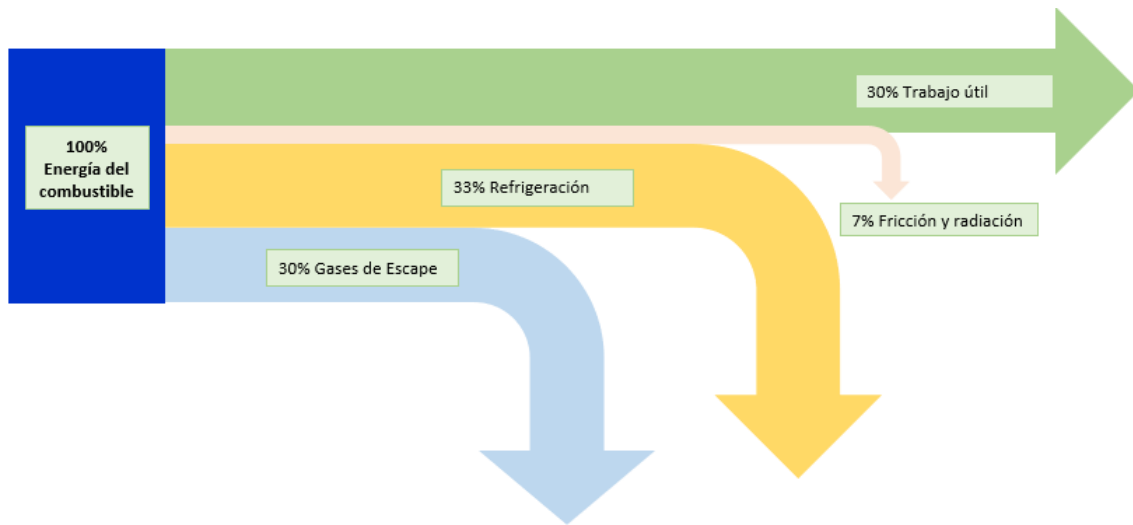 30% Trabajo útil
100%
Energía del
combustible
33% Refrigeración
7% Fricción y radiación
30% Gases de Escape